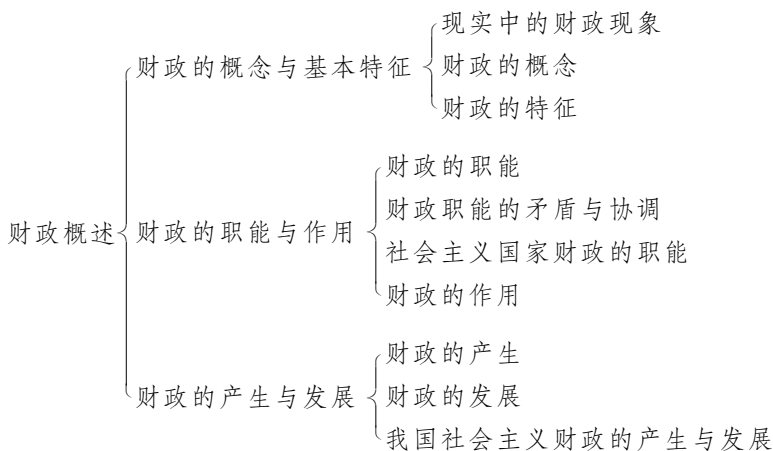 财政概述
财政的概念与基本特征
现实中的财政现象
财政的概念
财政的特征
财政的职能与作用
财政的职能
财政职能的矛盾与协调
社会主义国家财政的职能
财政的作用
财政的产生与发展
财政的产生
财政的发展
我国社会主义财政的产生与发展